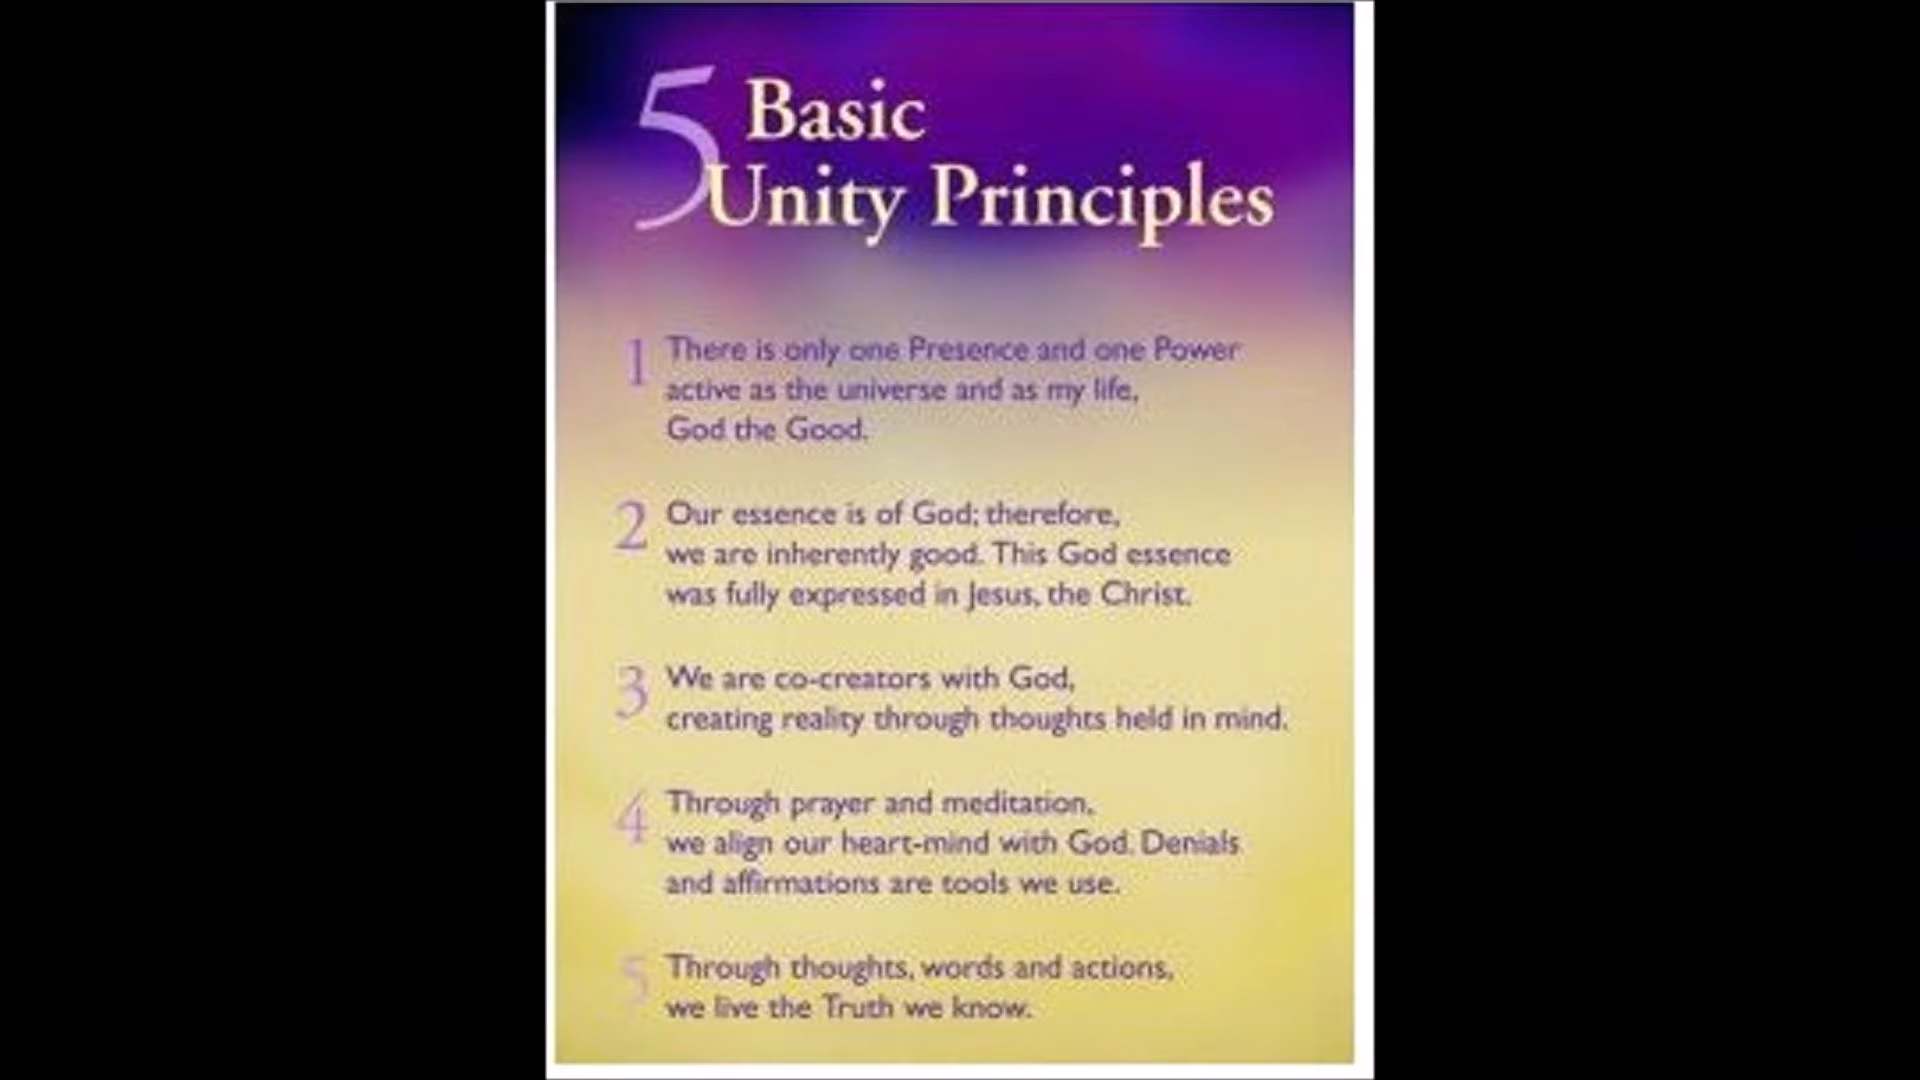 5 Basic
Unity Principles
1 There is only one Presence and one Power
active as the universe and as my life,
God the Good.
2 Our essence is of God; therefore,
we are inherently good. This God essence
was fully expressed in Jesus, the Christ.
3 We are co-creators with God,
creating reality through thoughts held in mind.
4 Through prayer and meditation,
we align our heart-mind with God. Denials
and affirmations are tools we use.
5 Through thoughts, words and actions,
we live the Truth we know.